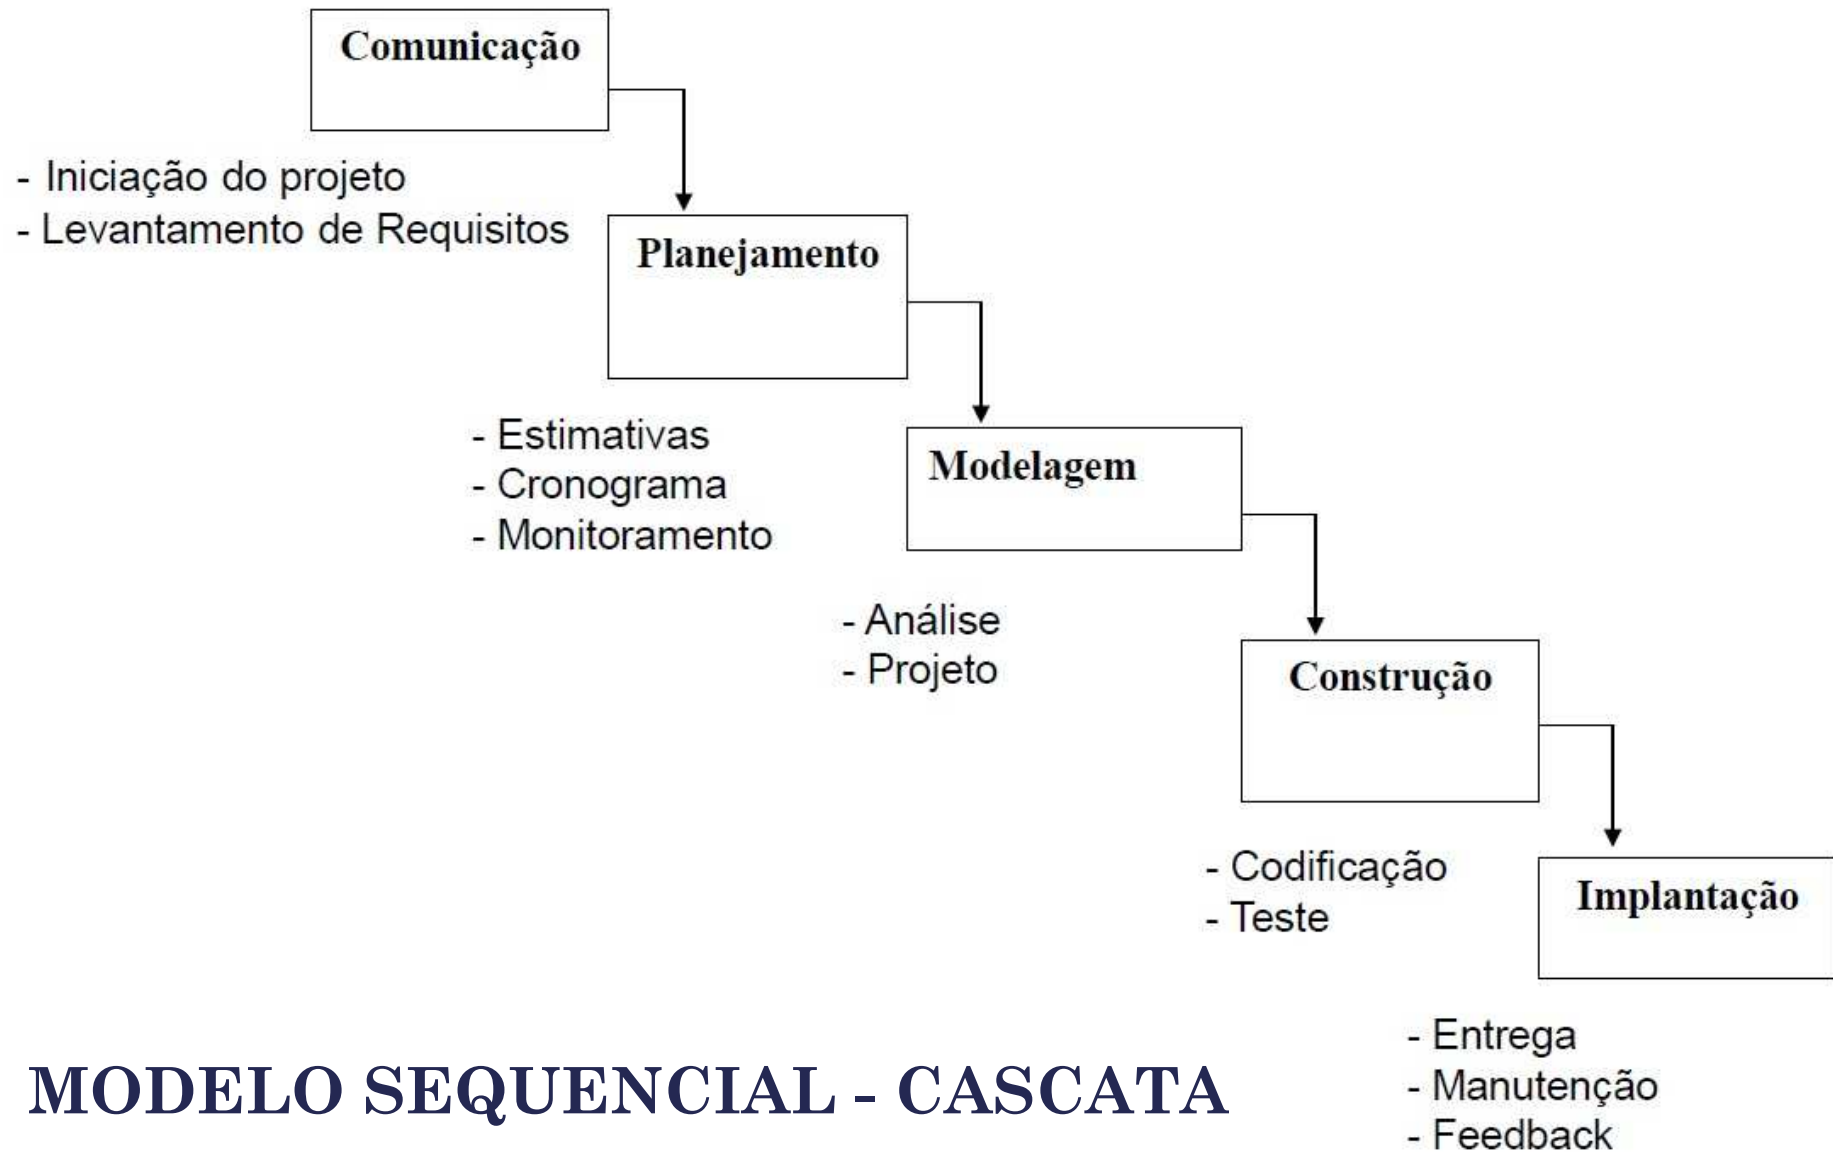 Comunicação
- Iniciação do projeto
- Levantamento de Requisitos
Planejamento
- Estimativas
- Cronograma
- Monitoramento
Modelagem
- Análise
- Projeto
Construção
- Codificação
- Teste
Implantação
- Entrega
- Manutenção
- Feedback
MODELO SEQUENCIAL - CASCATA